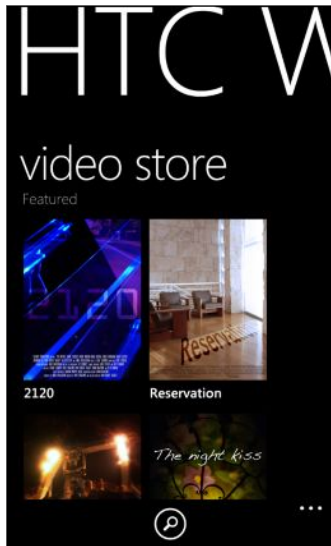 HTC W
video store
Featured
2120
Reservation
2120
Reservation
The night kiss
...